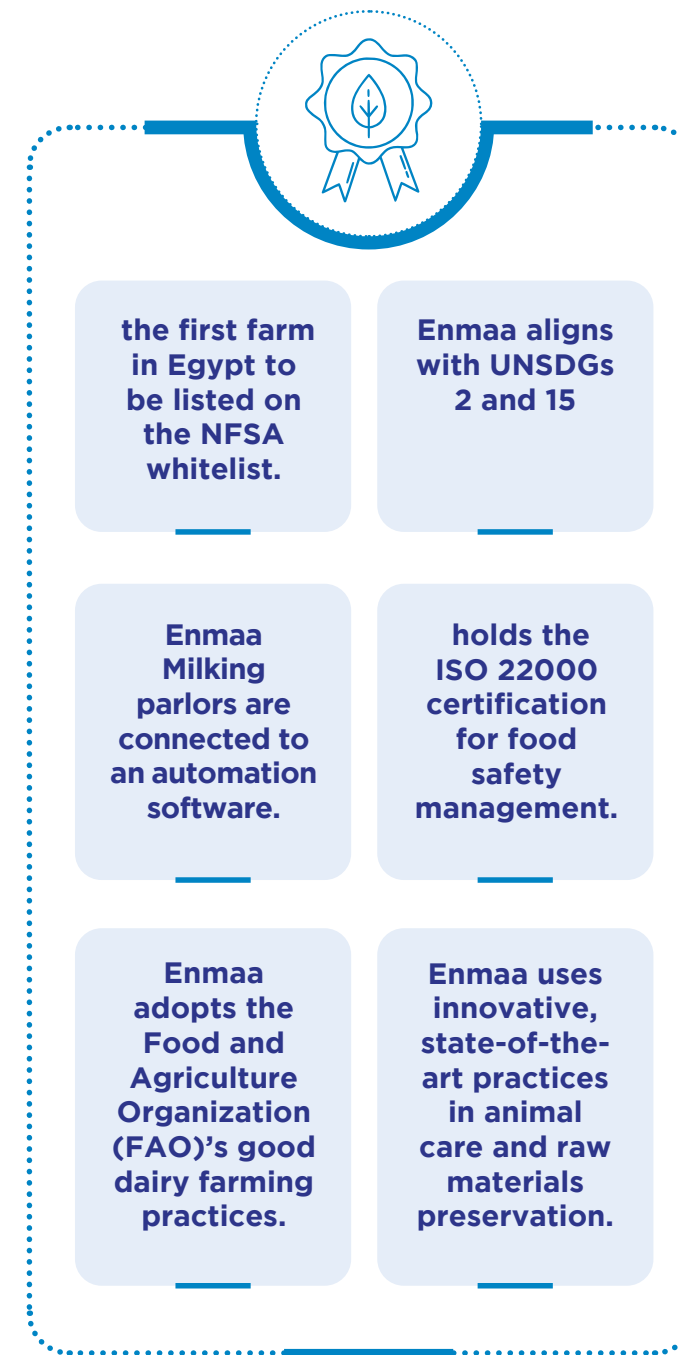 the first farm
in Egypt to
be listed on
the NFSA
whitelist.
Enmaa aligns
with UNSDGs
2 and 15
Enmaa
Milking
parlors are
connected to
an automation
software.
holds the
ISO 22000
certification
for food
safety
management.
Enmaa
adopts the
Food and
Agriculture
Organization
(FAO)’s good
dairy farming
practices.
Enmaa uses
innovative,
state-of-the-
art practices
in animal
care and raw
materials
preservation.